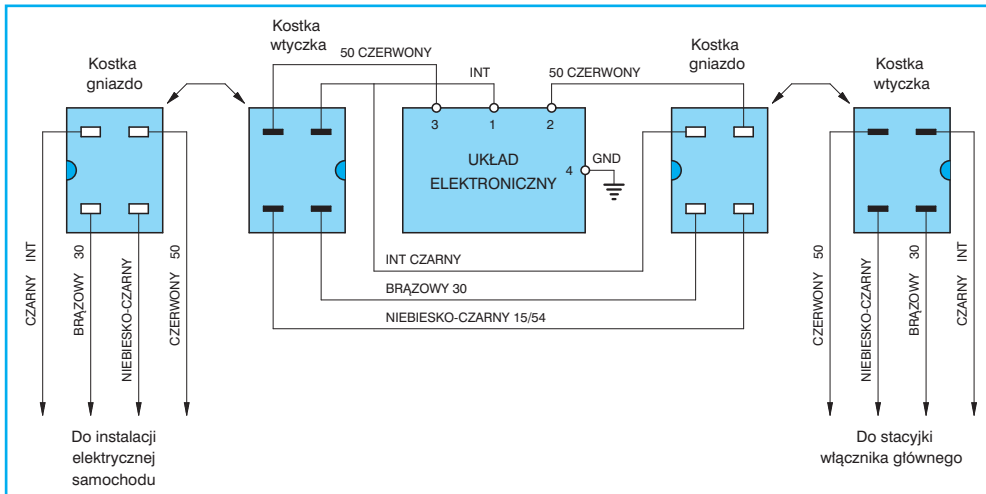 Kostka
gniazdo
Kostka
wtyczka
50 CZERWONY
INT
50 CZERWONY
Kostka
gniazdo
Kostka
wtyczka
3
1
2
UKŁAD
ELEKTRONICZNY
4
GND
INT CZARNY
BRĄZOWY 30
NIEBIESKO-CZARNY 15/54
CZARNY INT
BRĄZOWY 30
NIEBIESKO-CZARNY
CZERWONY 50
CZERWONY 50
NIEBIESKO-CZARNY
BRĄZOWY 30
CZARNY INT
Do instalacji
elektrycznej
samochodu
Do stacyjki
włącznika głównego